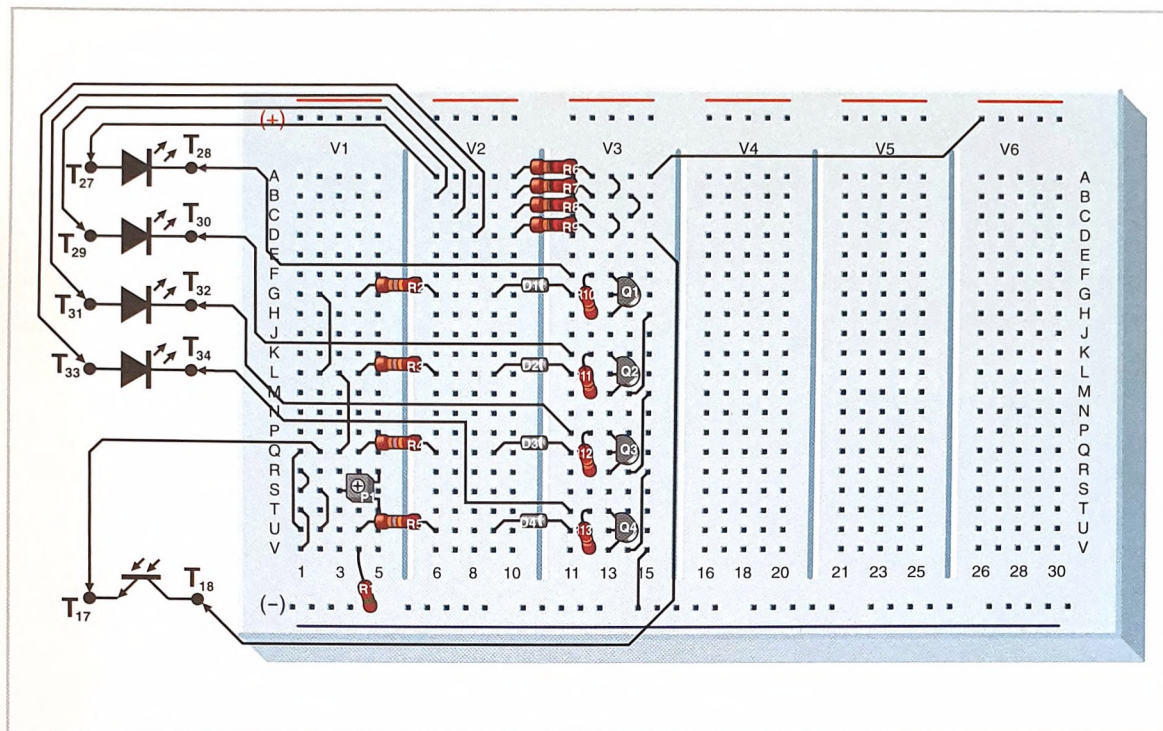 (+)
V1 V2 V3 V4 V5 V6
T27
T28
T29
T30
T31
T32
T33
T34
T17
T18
A A
B B
C C
D D
E E
F F
G G
H H
J J
K K
L L
M M
N N
P P
Q Q
R R
S S
T T
U U
V V
R6
R7
R8
R9
R2 D1 R10 Q1
R3 D2 R11 Q2
R4 D3 R12 Q3
P1
R5 D4 R13 Q4
1 3 5 6 8 10 11 13 15 16 18 20 21 23 25 26 28 30
R1
(-)